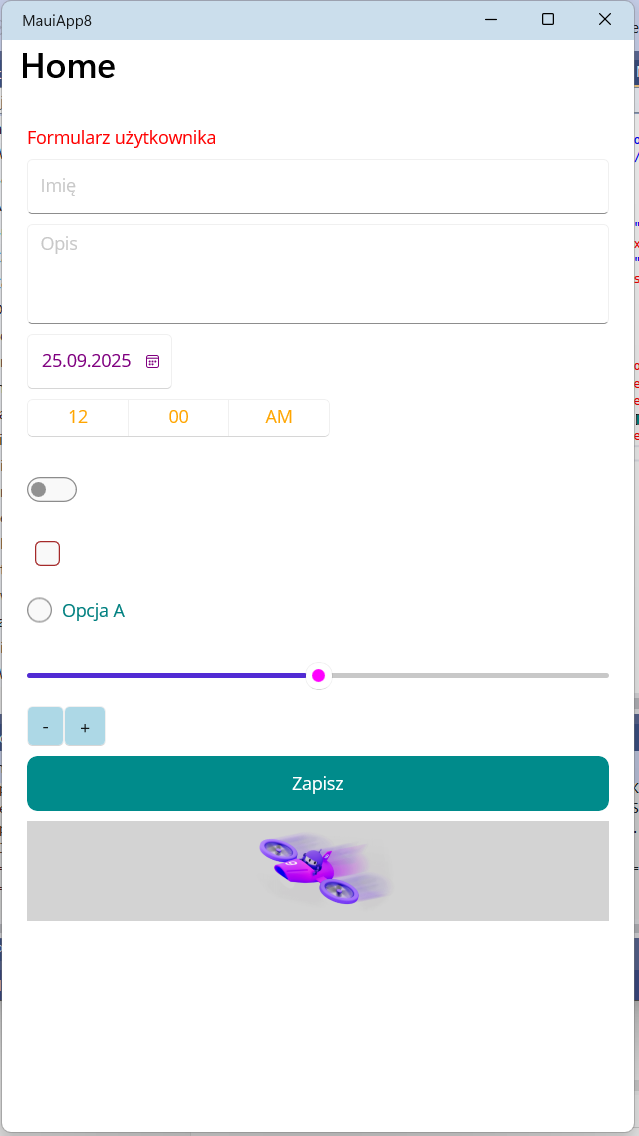 MauiApp8
Home
Formularz użytkownika
Imię
Opis
25.09.2025
12 00 AM
Opcja A
- +
Zapisz